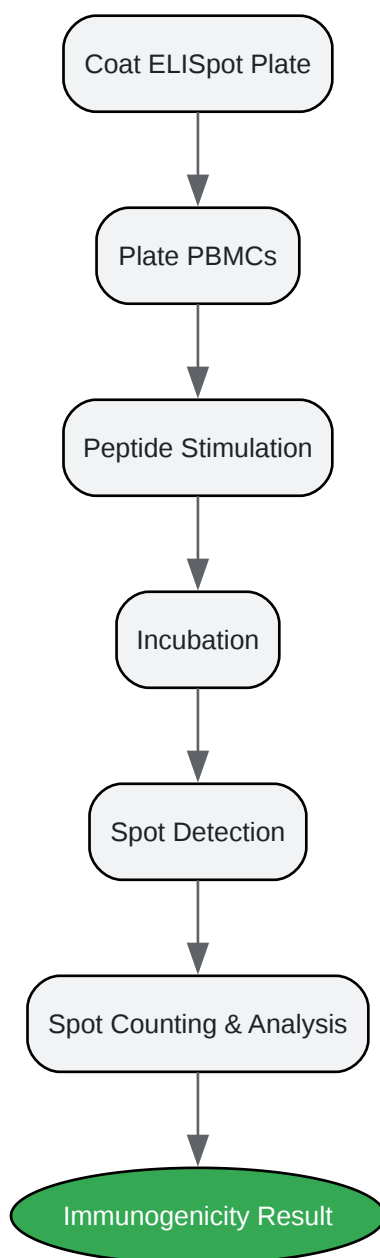 Coat ELISpot Plate
Plate PBMCs
Peptide Stimulation
Incubation
Spot Detection
Spot Counting & Analysis
Immunogenicity Result